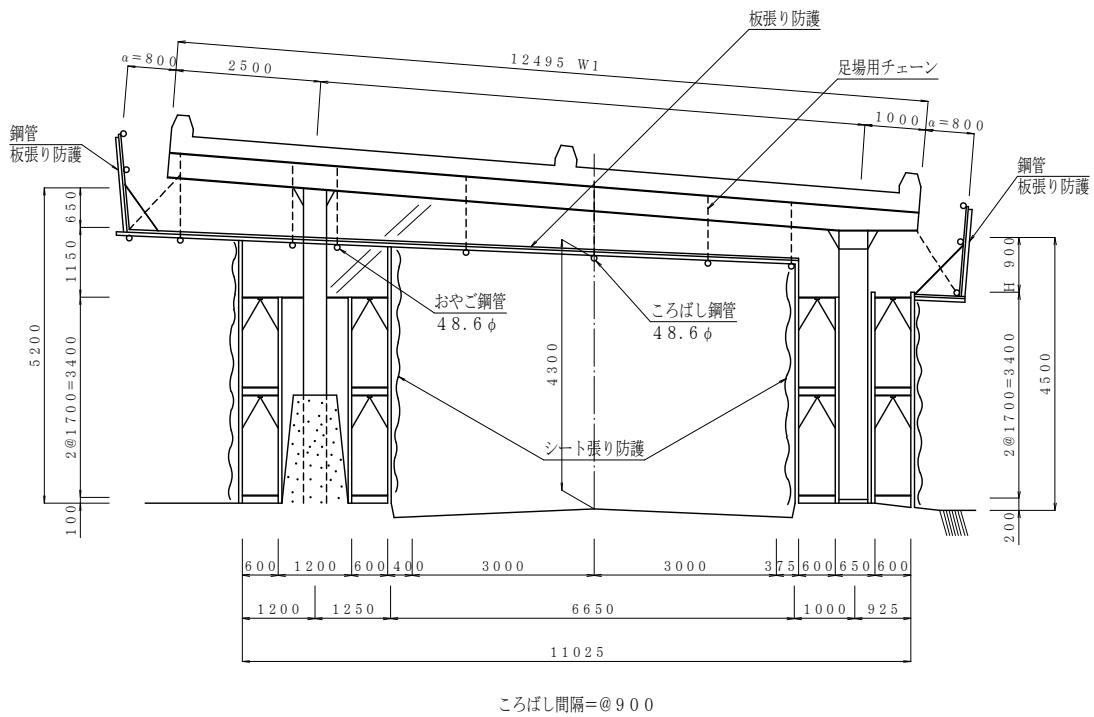 板張り防護
足場用チェーン
12495 W1
α=800
2500
1000
α=800
鋼管
板張り防護
鋼管
板張り防護
650
1150
5200
2@1700=3400
100
おやご鋼管
48.6φ
ころばし鋼管
48.6φ
4300
シート張り防護
H 900
2@1700=3400
4500
200
600
1200
600
400
3000
3000
375
600
650
600
1200
1250
6650
1000
925
11025
ころばし間隔=@900